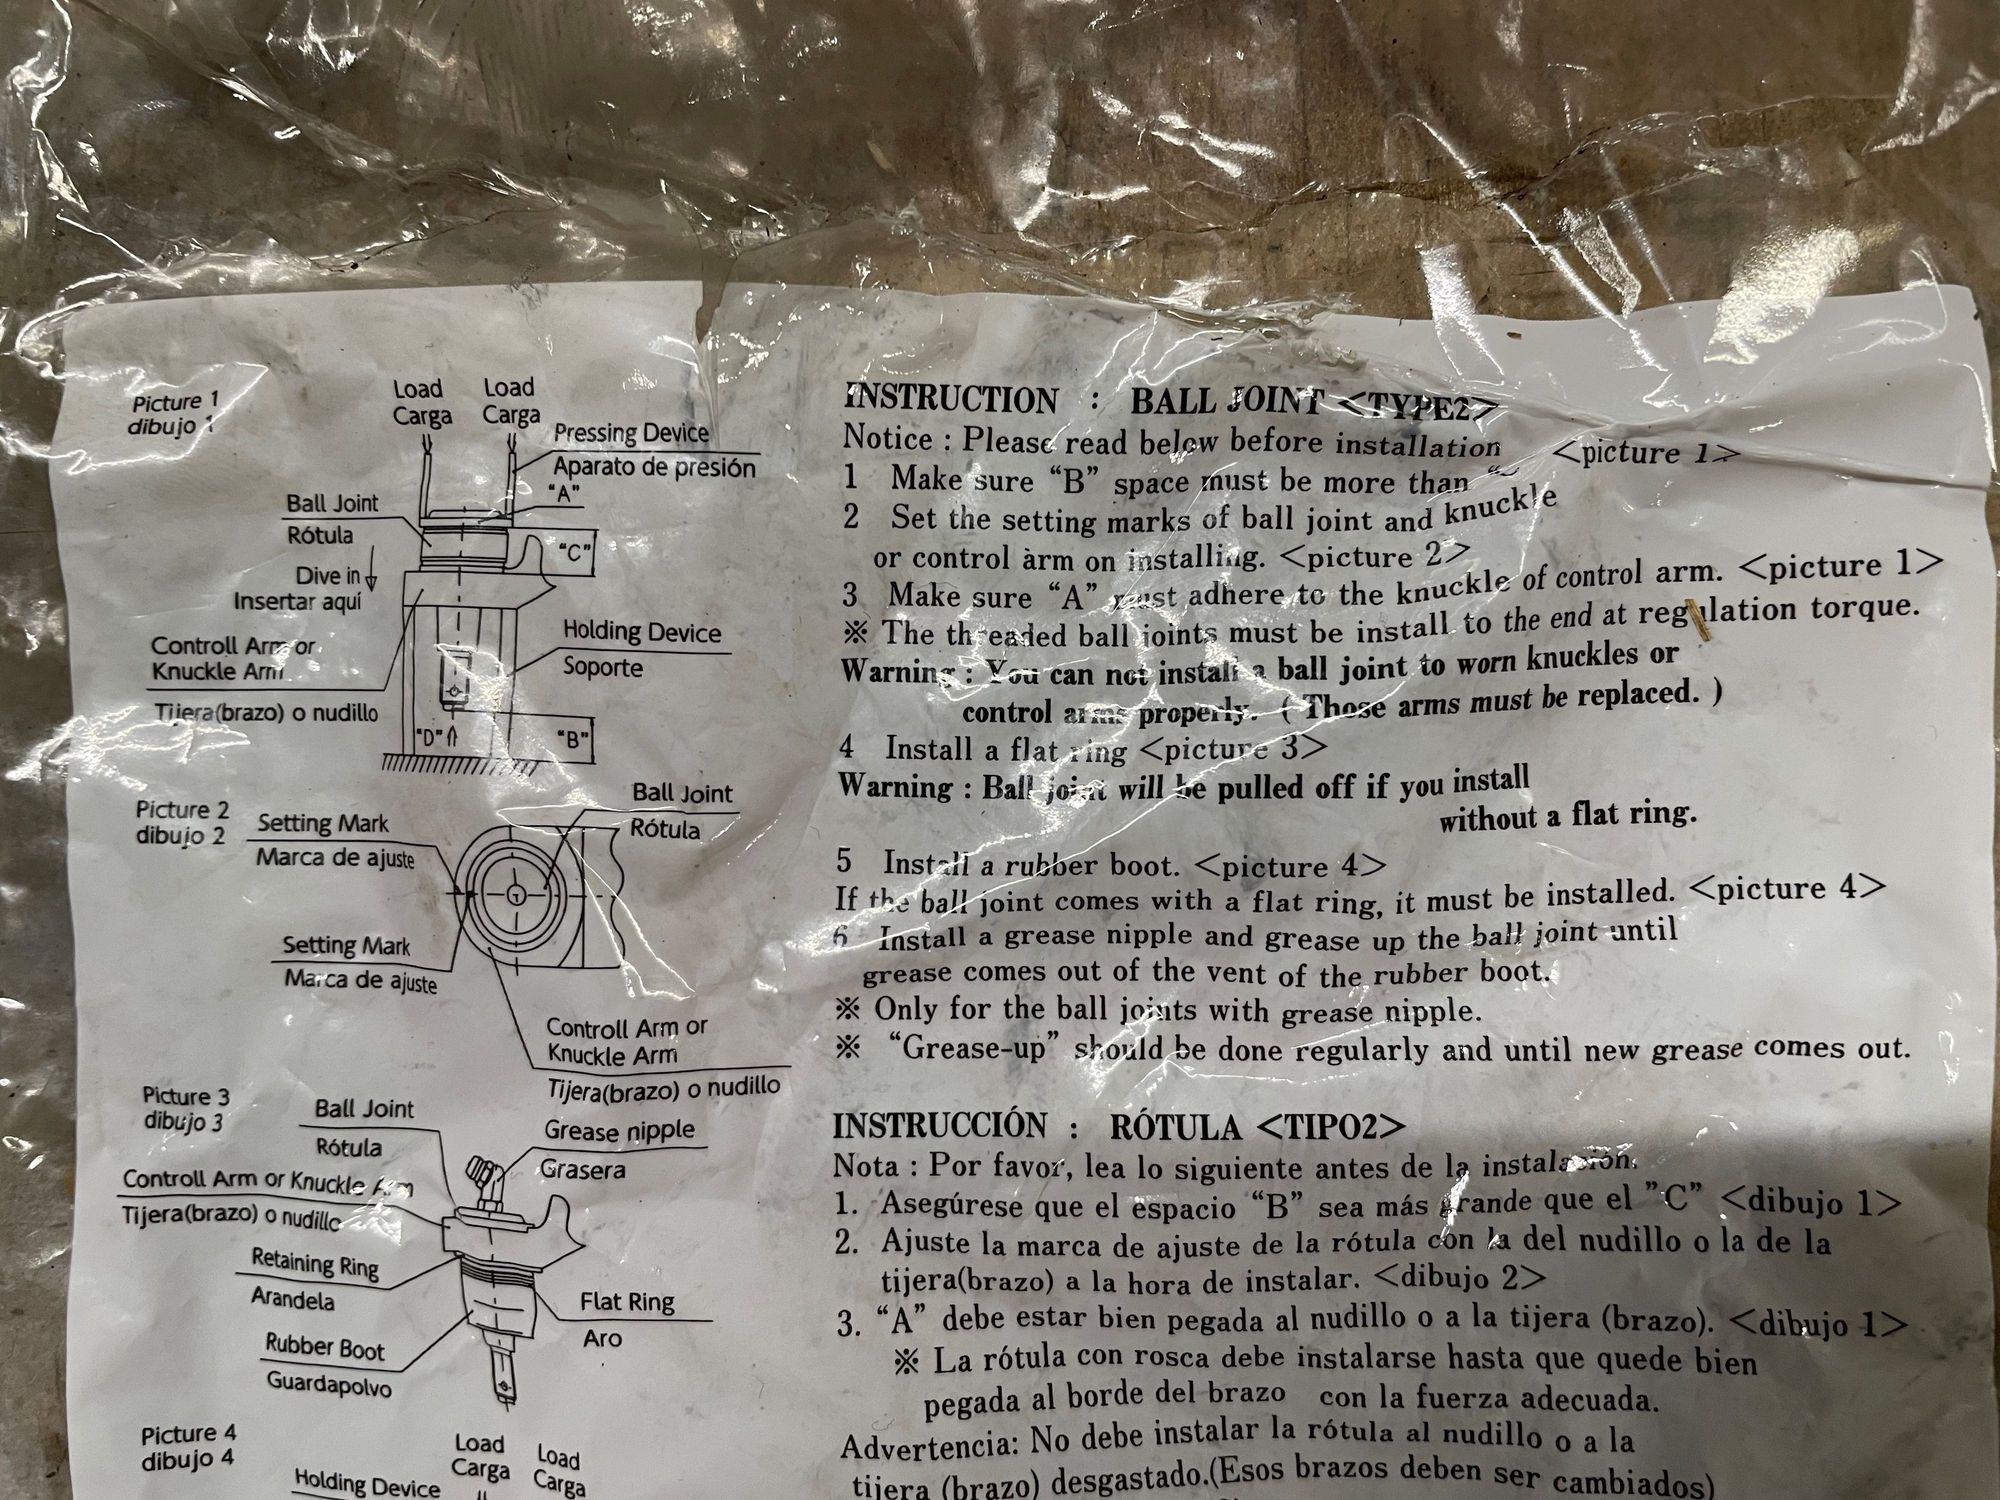 Picture 1
dibujo 1
Load
Carga
Load
Carga
Pressing Device
Aparato de presión
"A"
Ball Joint
Rótula
"C"
Dive in
Insertar aquí
Controll Arm or
Knuckle Arm
Tijera(brazo) o nudillo
Holding Device
Soporte
"D"
"B"
Picture 2
dibujo 2
Setting Mark
Marca de ajuste
Ball Joint
Rótula
Setting Mark
Marca de ajuste
Controll Arm or
Knuckle Arm
Tijera(brazo) o nudillo
Picture 3
dibujo 3
Ball Joint
Rótula
Grease nipple
Grasera
Controll Arm or Knuckle Arm
Tijera(brazo) o nudillo
Retaining Ring
Arandela
Flat Ring
Aro
Rubber Boot
Guardapolvo
Picture 4
dibujo 4
Load
Carga
Load
Carga
Holding Device
INSTRUCTION : BALL JOINT <TYPE2>
Notice : Please read below before installation <picture 1>
1 Make sure "B" space must be more than
2 Set the setting marks of ball joint and knuckle
or control arm on installing. <picture 2>
3 Make sure "A" must adhere to the knuckle of control arm. <picture 1>
※ The threaded ball joints must be install to the end at regulation torque.
Warning : You can not install a ball joint to worn knuckles or
control arms properly. ( Those arms must be replaced. )
4 Install a flat ring <picture 3>
Warning : Ball joint will be pulled off if you install
without a flat ring.
5 Install a rubber boot. <picture 4>
If the ball joint comes with a flat ring, it must be installed. <picture 4>
6 Install a grease nipple and grease up the ball joint until
grease comes out of the vent of the rubber boot.
※ Only for the ball joints with grease nipple.
※ "Grease-up" should be done regularly and until new grease comes out.
INSTRUCCIÓN : RÓTULA <TIPO2>
Nota : Por favor, lea lo siguiente antes de la instalación.
1. Asegúrese que el espacio "B" sea más grande que el "C" <dibujo 1>
2. Ajuste la marca de ajuste de la rótula con la del nudillo o la de la
tijera(brazo) a la hora de instalar. <dibujo 2>
3. "A" debe estar bien pegada al nudillo o a la tijera (brazo). <dibujo 1>
※ La rótula con rosca debe instalarse hasta que quede bien
pegada al borde del brazo con la fuerza adecuada.
Advertencia: No debe instalar la rótula al nudillo o a la
tijera (brazo) desgastado.(Esos brazos deben ser cambiados)